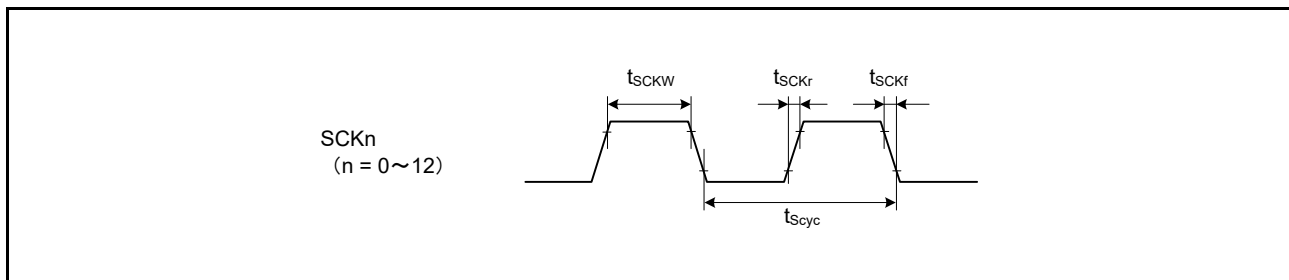 tSCKW tSCKr tSCKf
SCKn
（n = 0～12）
tScyc